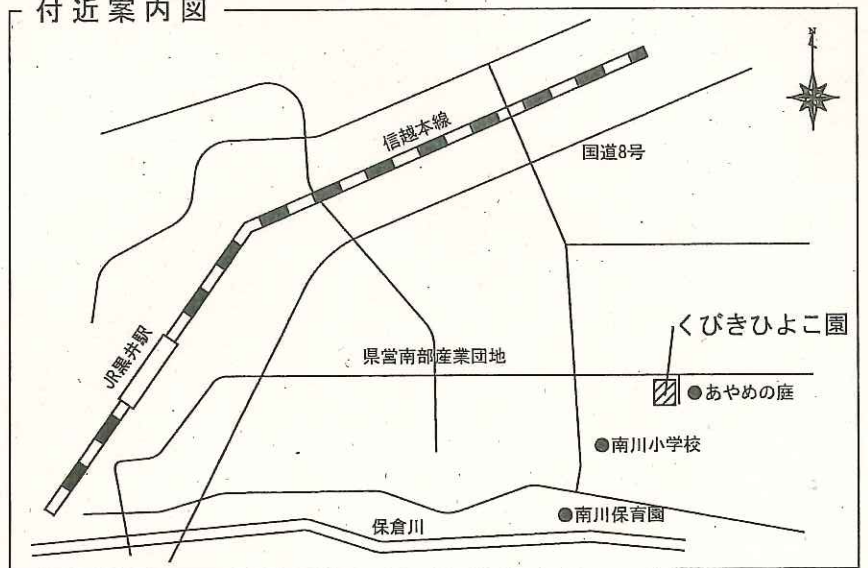 付近案内図
N
信越本線
国道8号
くびきひよこ園
JR黒井駅
県営南部産業団地
あやめの庭
南川小学校
南川保育園
保倉川